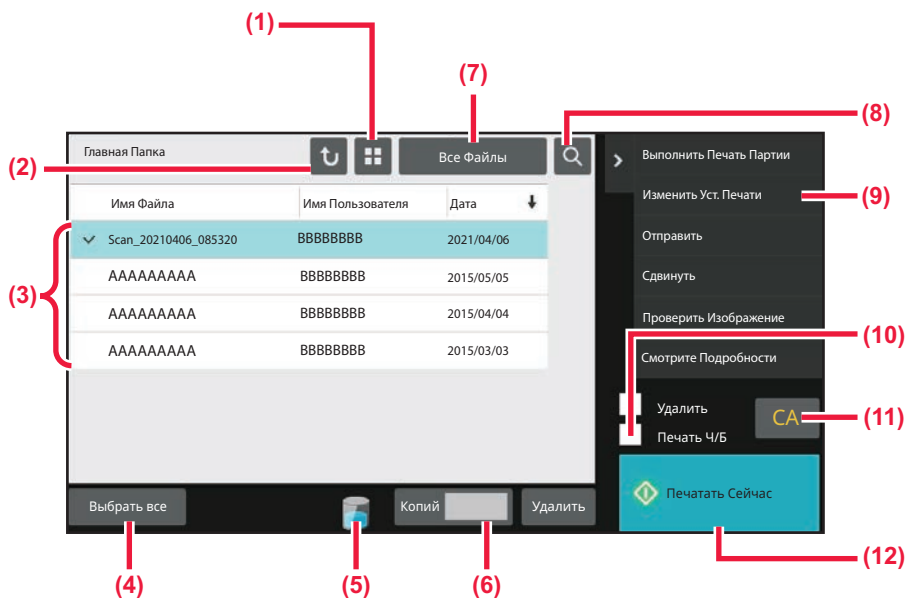 (1)
(7)
(8)
(2)
Главная Папка
Все Файлы
Выполнить Печать Партии
Имя Файла Имя Пользователя Дата
Изменить Уст. Печати
(9)
Scan_20210406_085320 BBBBBBBB 2021/04/06
Отправить
AAAAAAAAA BBBBBBBB 2015/05/05
Сдвинуть
(3)
AAAAAAAAA BBBBBBBB 2015/04/04
Проверить Изображение
(10)
AAAAAAAAA BBBBBBBB 2015/03/03
Смотрите Подробности
Удалить
CA
(11)
Печать Ч/Б
Выбрать все
Копий
Удалить
Печатать Сейчас
(12)
(4)
(5)
(6)